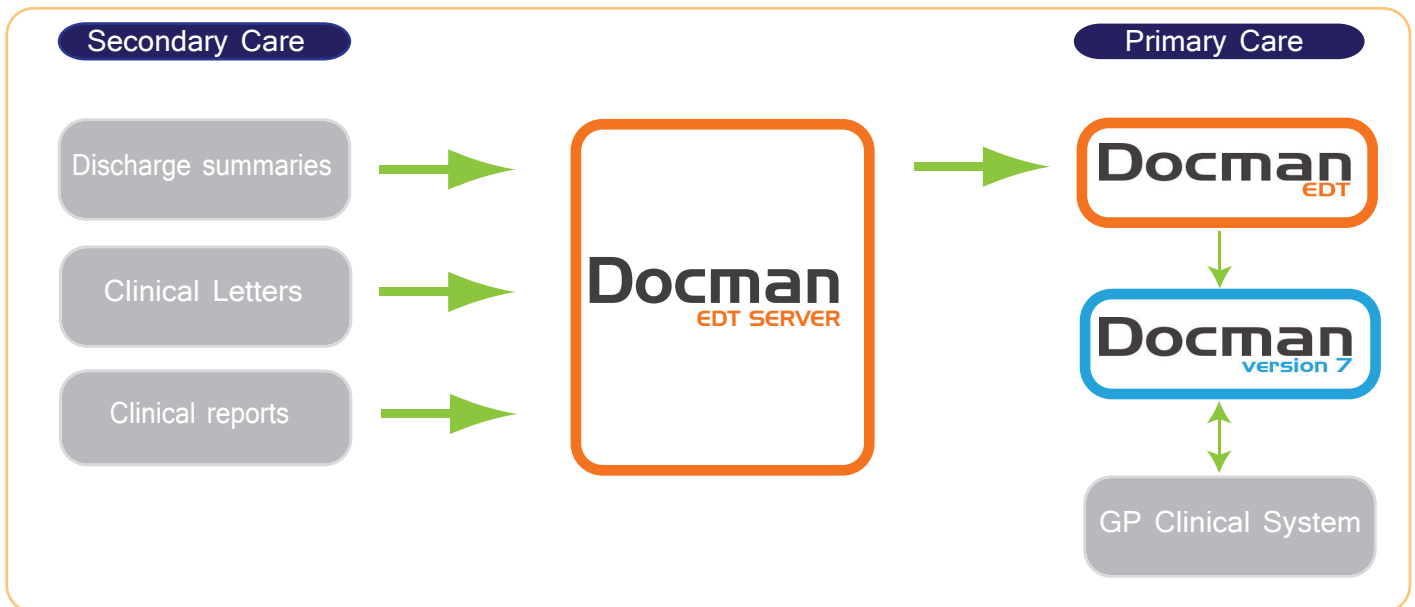 Secondary Care
Primary Care
Discharge summaries
Clinical Letters
Clinical reports
Docman
EDT SERVER
Docman
EDT
Docman
version 7
GP Clinical System